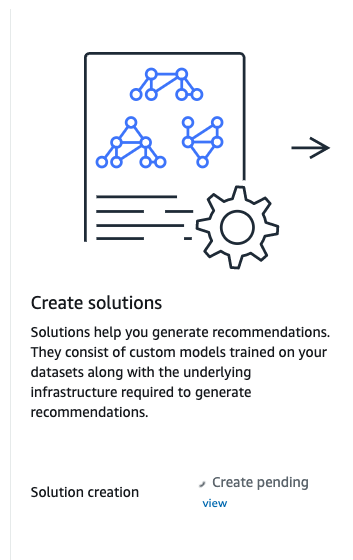 Create solutions
Solutions help you generate recommendations.
They consist of custom models trained on your
datasets along with the underlying
infrastructure required to generate
recommendations.
Solution creation
Create pending
view